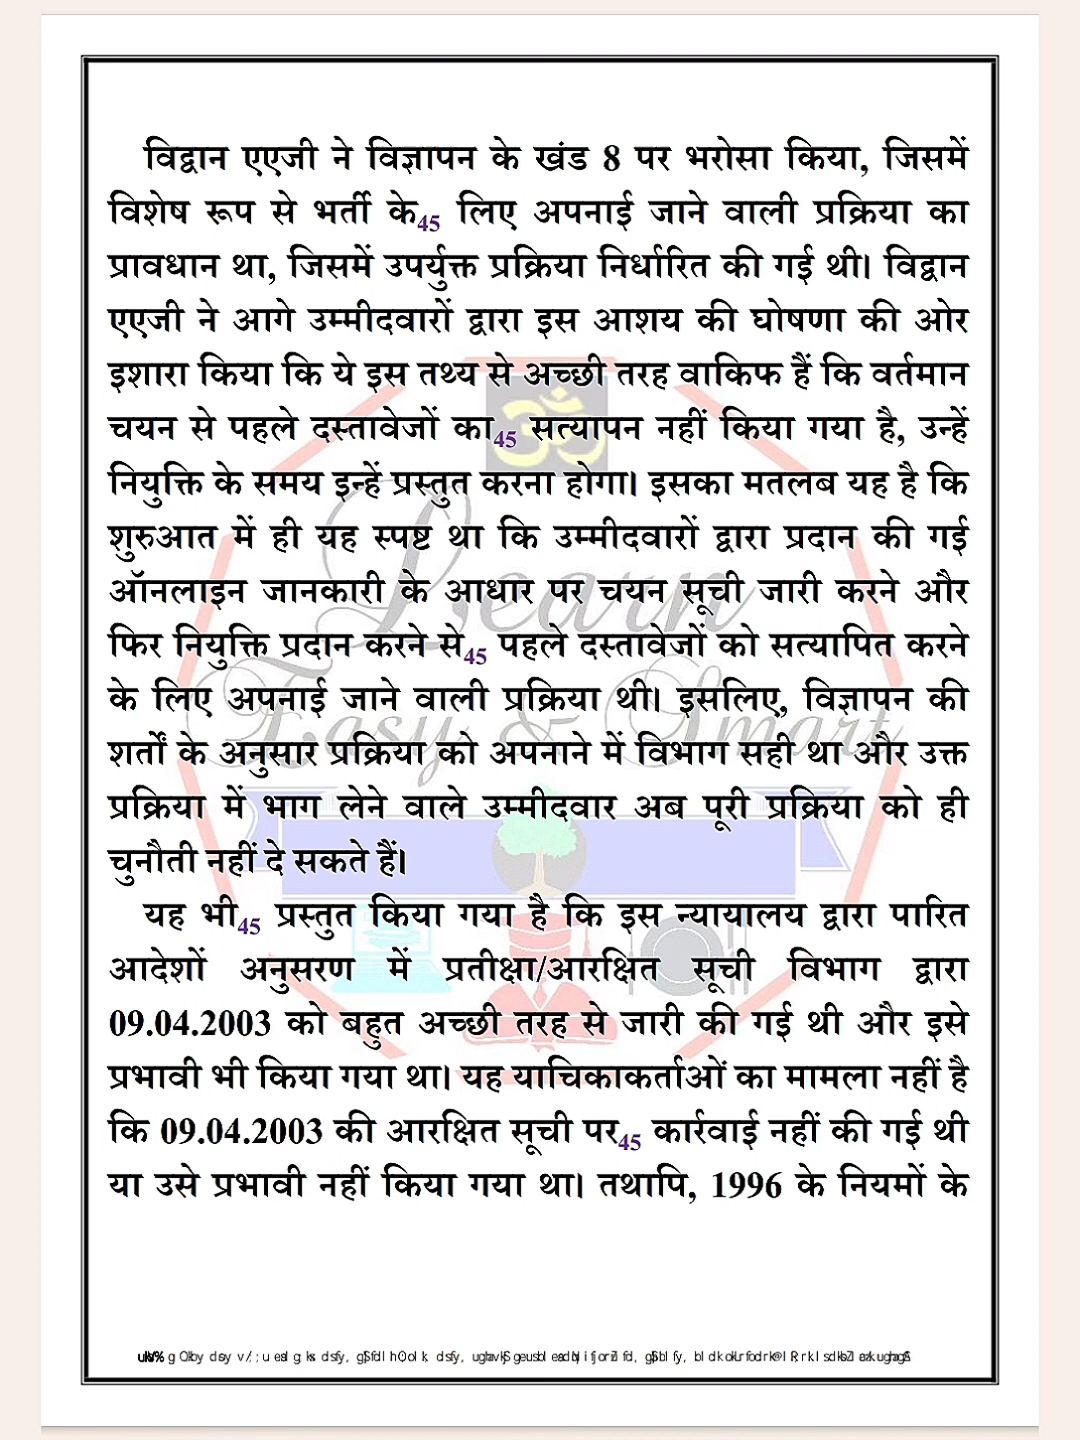 विद्वान एएजी ने विज्ञापन के खंड 8 पर भरोसा किया, जिसमें
विशेष रूप से भर्ती के45 लिए अपनाई जाने वाली प्रक्रिया का
प्रावधान था, जिसमें उपर्युक्त प्रक्रिया निर्धारित की गई थी। विद्वान
एएजी ने आगे उम्मीदवारों द्वारा इस आशय की घोषणा की ओर
इशारा किया कि ये इस तथ्य से अच्छी तरह वाकिफ हैं कि वर्तमान
चयन से पहले दस्तावेजों का45 सत्यापन नहीं किया गया है, उन्हें
नियुक्ति के समय इन्हें प्रस्तुत करना होगा। इसका मतलब यह है कि
शुरुआत में ही यह स्पष्ट था कि उम्मीदवारों द्वारा प्रदान की गई
ऑनलाइन जानकारी के आधार पर चयन सूची जारी करने और
फिर नियुक्ति प्रदान करने से45 पहले दस्तावेजों को सत्यापित करने
के लिए अपनाई जाने वाली प्रक्रिया थी। इसलिए, विज्ञापन की
शर्तों के अनुसार प्रक्रिया को अपनाने में विभाग सही था और उक्त
प्रक्रिया में भाग लेने वाले उम्मीदवार अब पूरी प्रक्रिया को ही
चुनौती नहीं दे सकते हैं।
यह भी45 प्रस्तुत किया गया है कि इस न्यायालय द्वारा पारित
आदेशों अनुसरण में प्रतीक्षा/आरक्षित सूची विभाग द्वारा
09.04.2003 को बहुत अच्छी तरह से जारी की गई थी और इसे
प्रभावी भी किया गया था। यह याचिकाकर्ताओं का मामला नहीं है
कि 09.04.2003 की आरक्षित सूची पर45 कार्रवाई नहीं की गई थी
या उसे प्रभावी नहीं किया गया था। तथापि, 1996 के नियमों के
ॐ
Learn
Easy & Smart